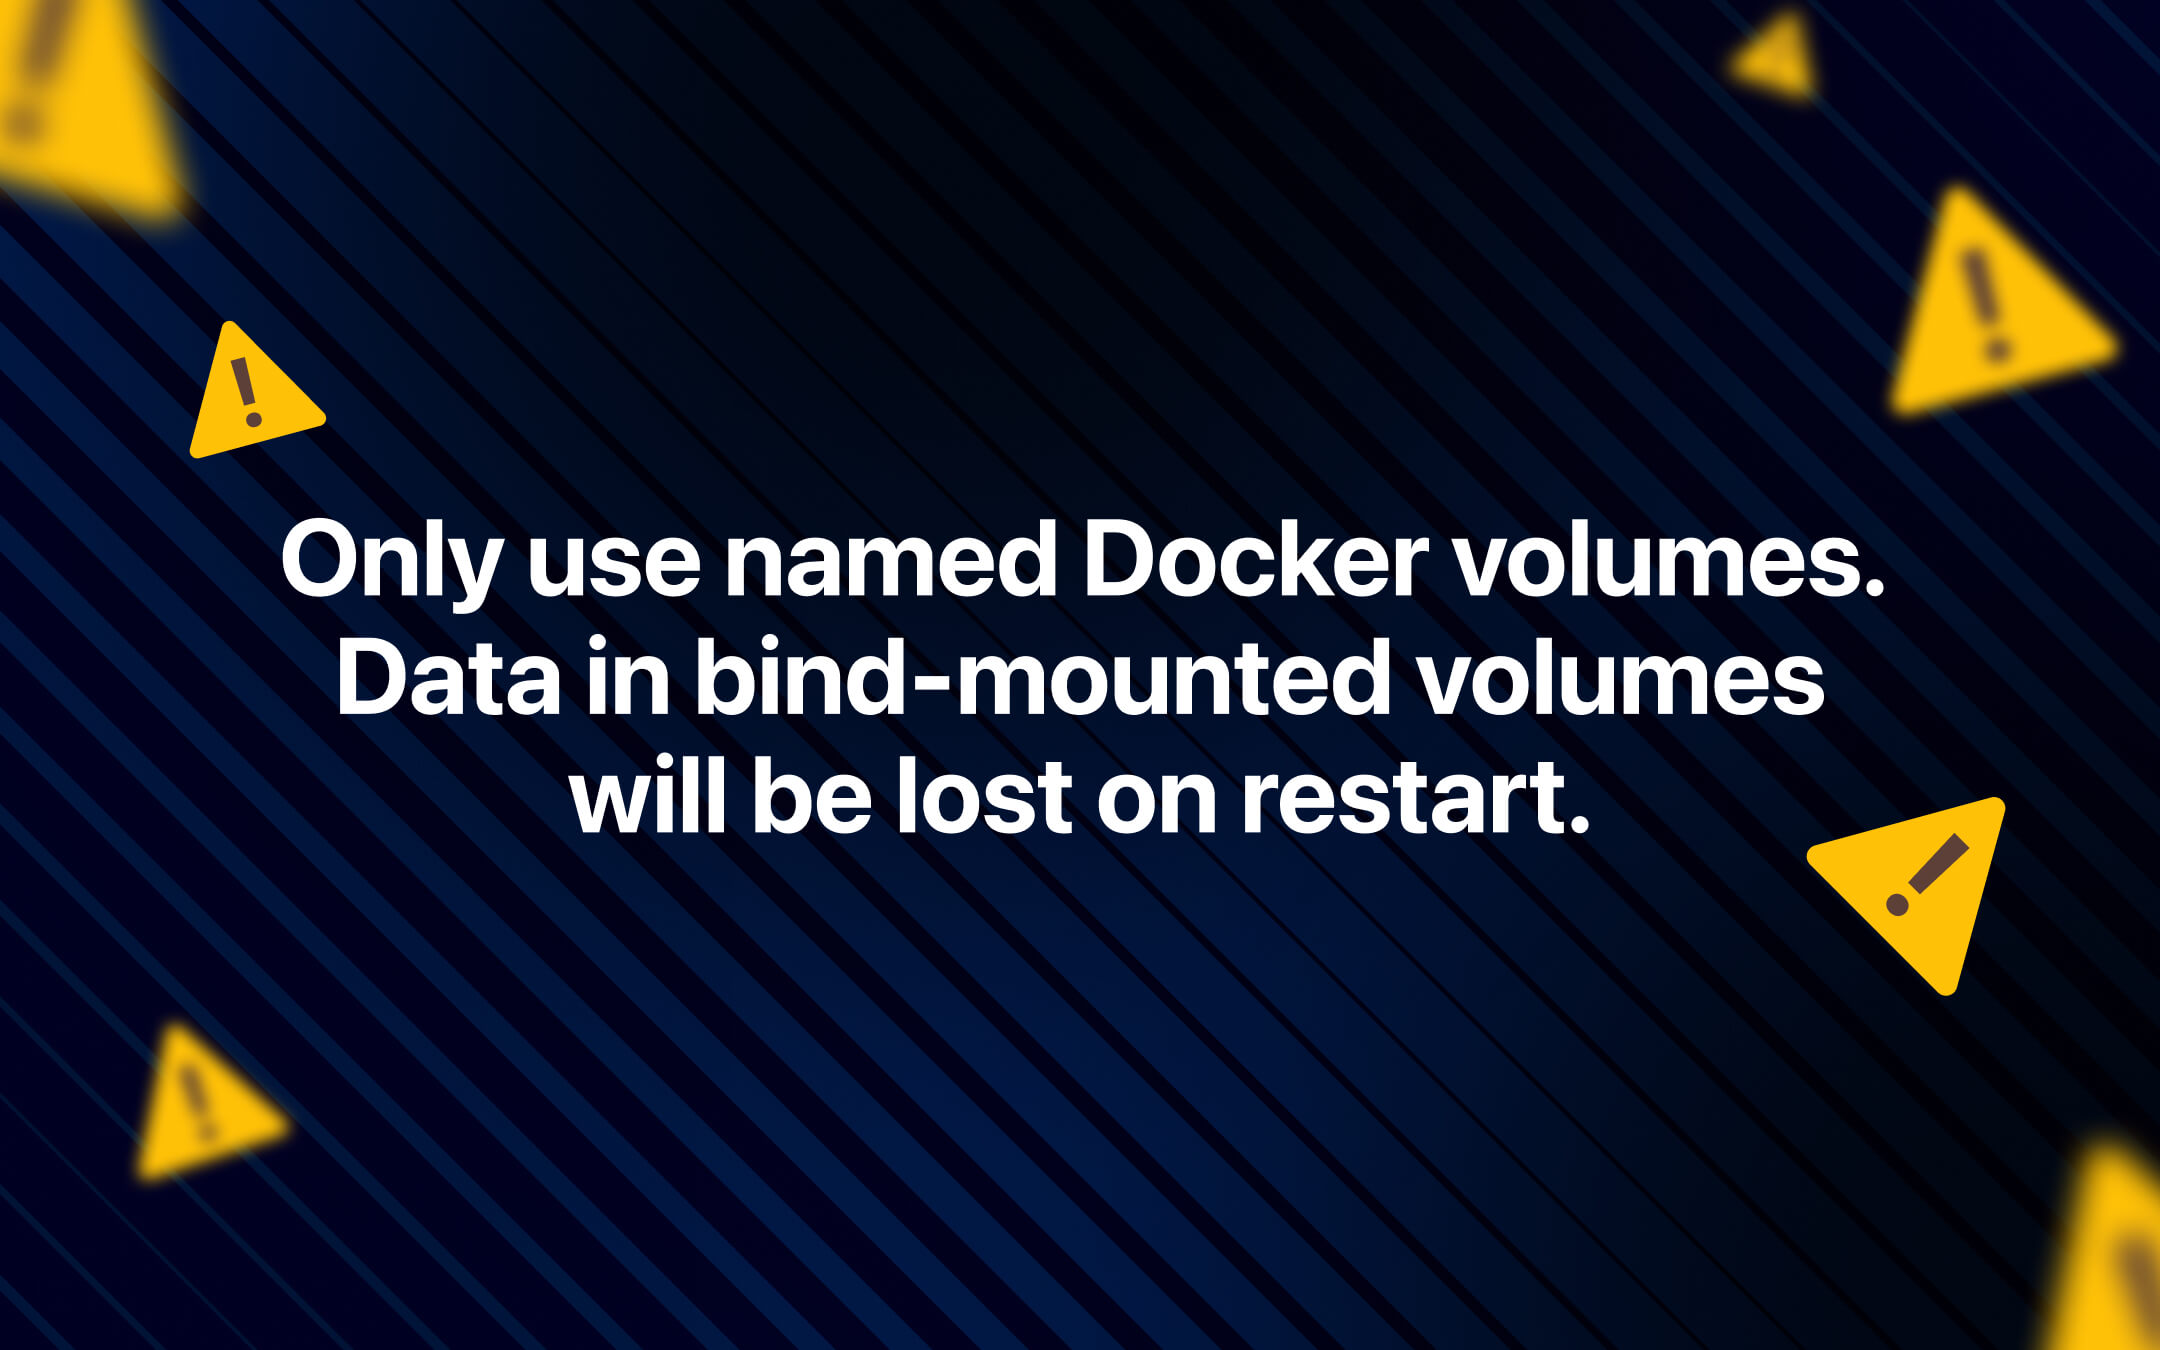 Only use named Docker volumes.
Data in bind-mounted volumes
will be lost on restart.